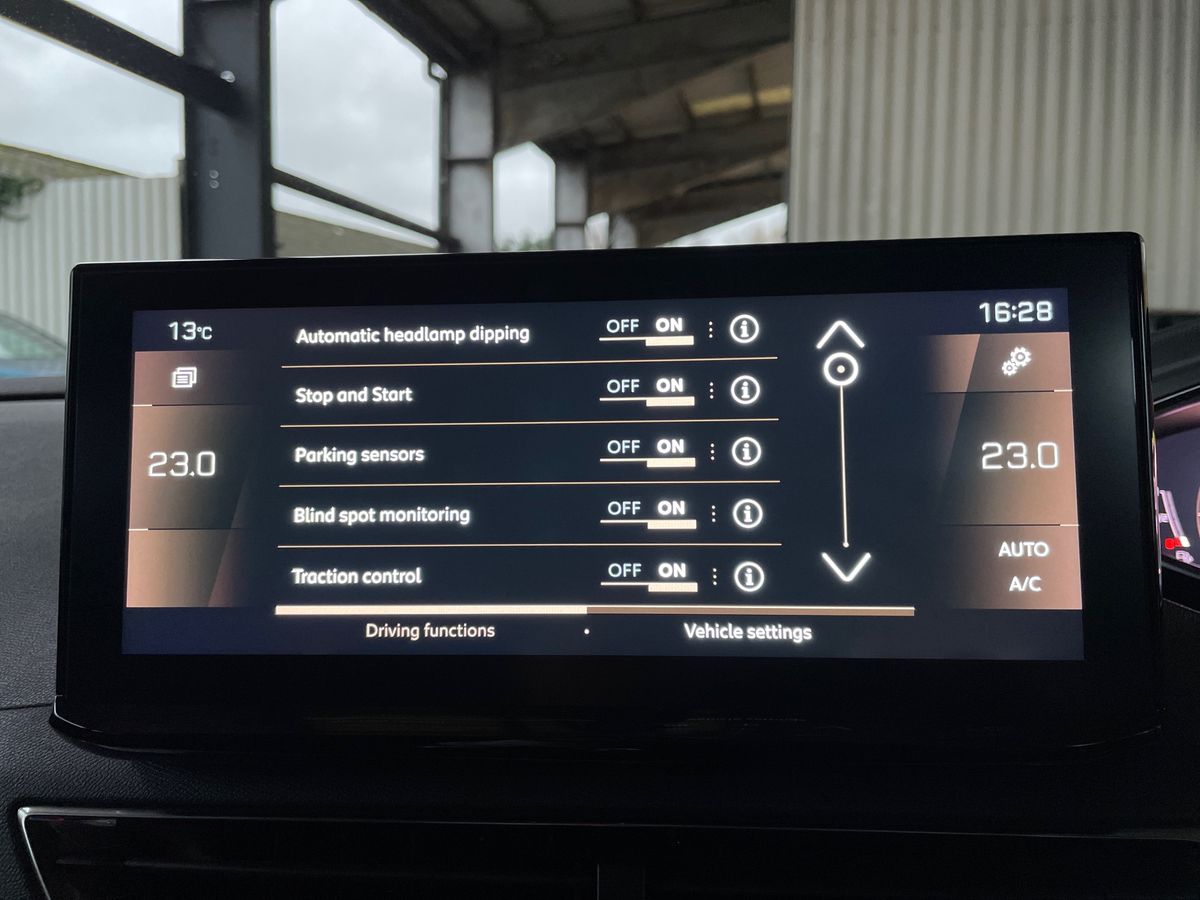 13°C
16:28
Automatic headlamp dipping OFF ON
Stop and Start OFF ON
23.0
Parking sensors OFF ON
23.0
Blind spot monitoring OFF ON
AUTO
Traction control OFF ON
A/C
Driving functions
Vehicle settings